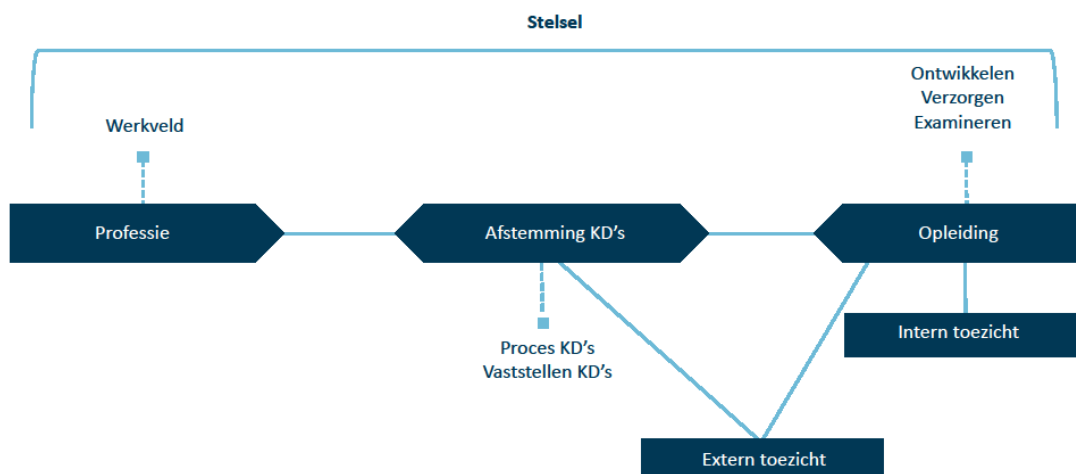 Stelsel
Werkveld
Ontwikkelen
Verzorgen
Examineren
Professie
Afstemming KD's
Opleiding
Proces KD's
Vaststellen KD's
Intern toezicht
Extern toezicht